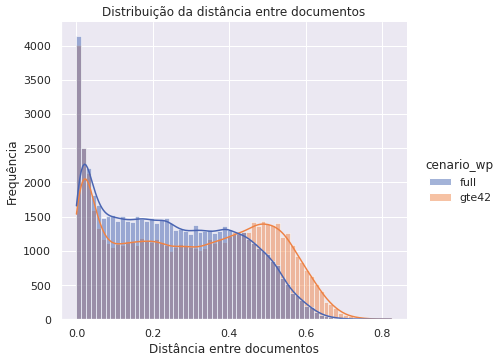 Distribuição da distância entre documentos
4000
3500
3000
2500
2000
1500
1000
500
0
Frequência
0.0 0.2 0.4 0.6 0.8
Distância entre documentos
cenario_wp
full
gte42